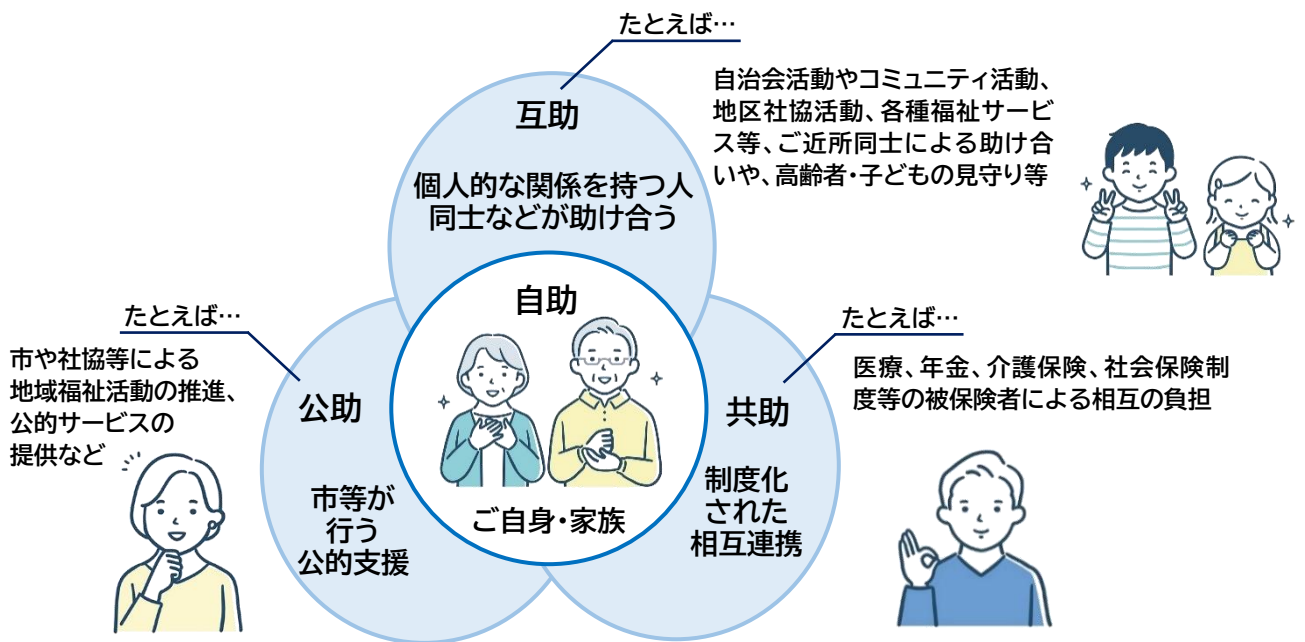 たとえば…
自治会活動やコミュニティ活動、
地区社協活動、各種福祉サービ
ス等、ご近所同士による助け合
いや、高齢者・子どもの見守り等
互助
個人的な関係を持つ人
同士などが助け合う
自助
ご自身・家族
たとえば…
市や社協等による
地域福祉活動の推進、
公的サービスの
提供など
公助
市等が
行う
公的支援
たとえば…
医療、年金、介護保険、社会保険制
度等の被保険者による相互の負担
共助
制度化
された
相互連携